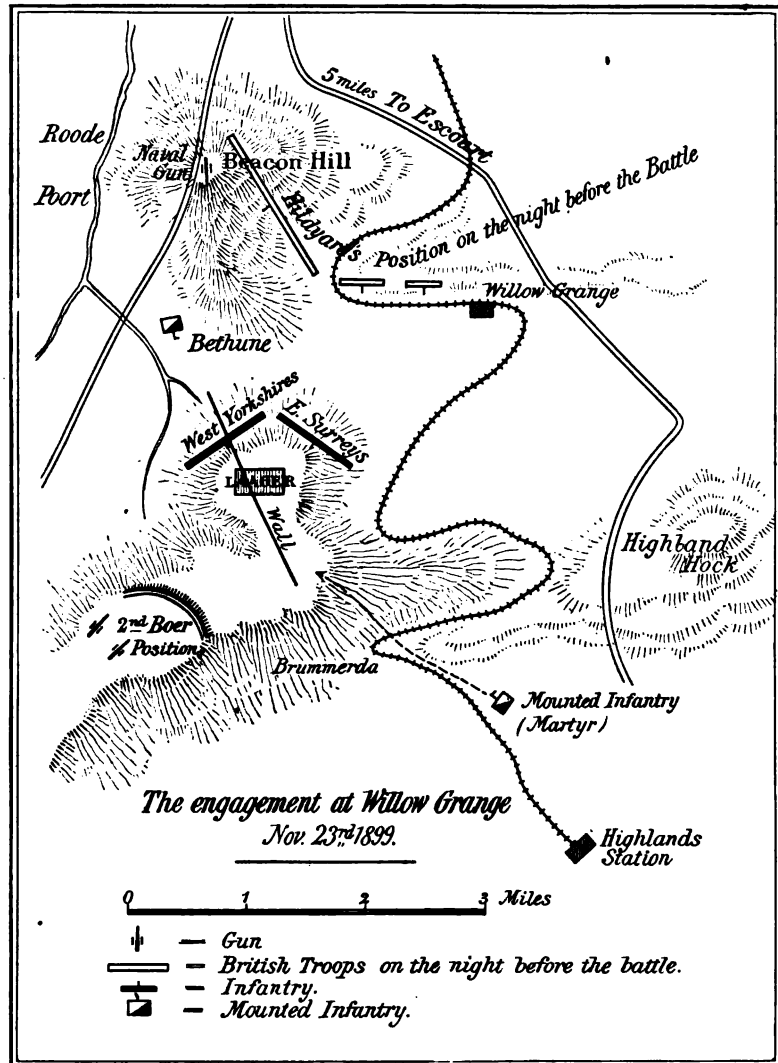 5 miles To Escourt
Roode
Poort
Naval
Gun
Beacon Hill
Hildyard's
Position on the night before the Battle
Willow Grange
Bethune
West Yorkshires
E. Surreys
LAAGER
Wall
Highland
Hock
2nd Boer
Position
Brummerda
Mounted Infantry
(Martyr)
The engagement at Willow Grange
Nov. 23rd 1899.
Highlands
Station
0 1 2 3 Miles
— Gun
— British Troops on the night before the battle.
— Infantry.
— Mounted Infantry.